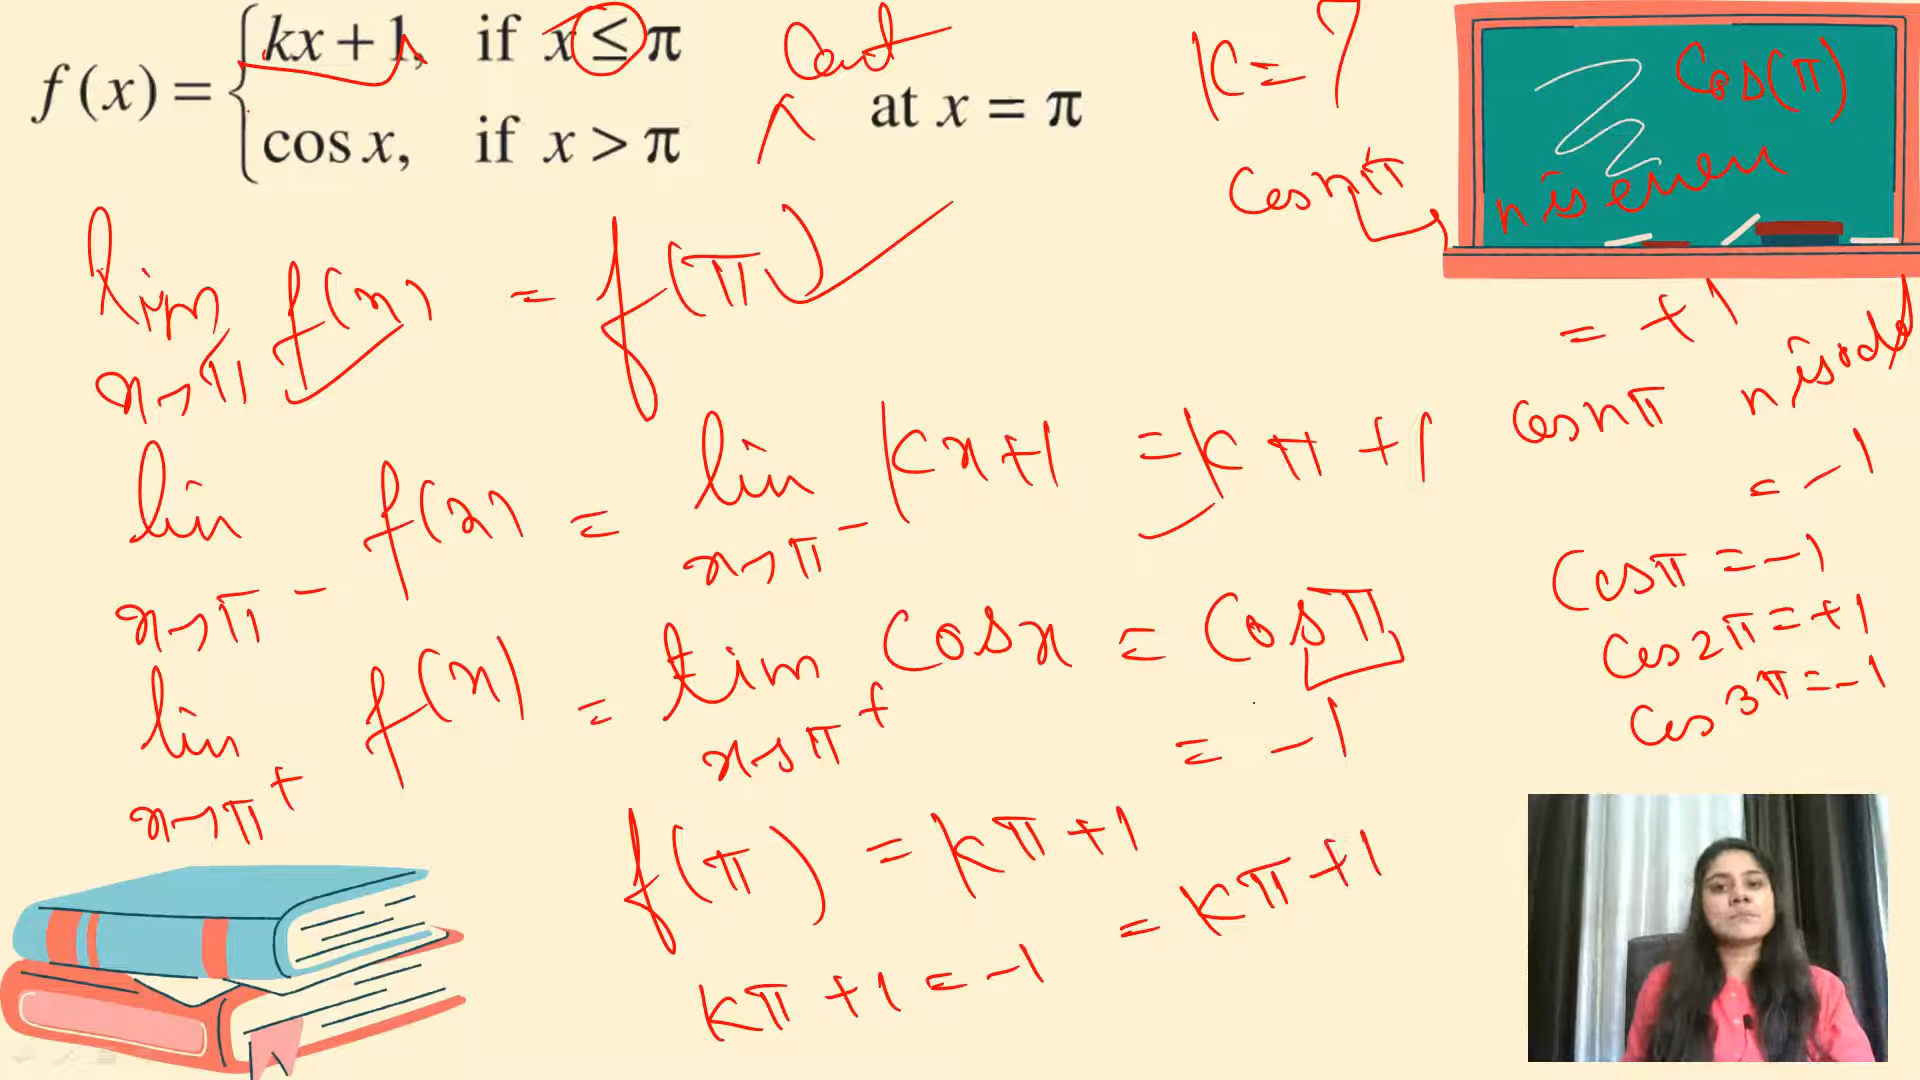 f(x) = { kx + 1, if x ≤ π
cos x, if x > π
at x = π
Cont
k = ?
Cos(π)
Cos nπ
n is even
= +1
lim x→π f(x) = f(π)
Cos nπ n is odd
= -1
lim x→π- f(x) = lim x→π- kx+1 = kπ+1
Cos π = -1
Cos 2π = +1
Cos 3π = -1
lim x→π+ f(x) = lim x→π+ Cos x = Cos π
= -1
f(π) = kπ+1
kπ+1 = -1 = kπ+1